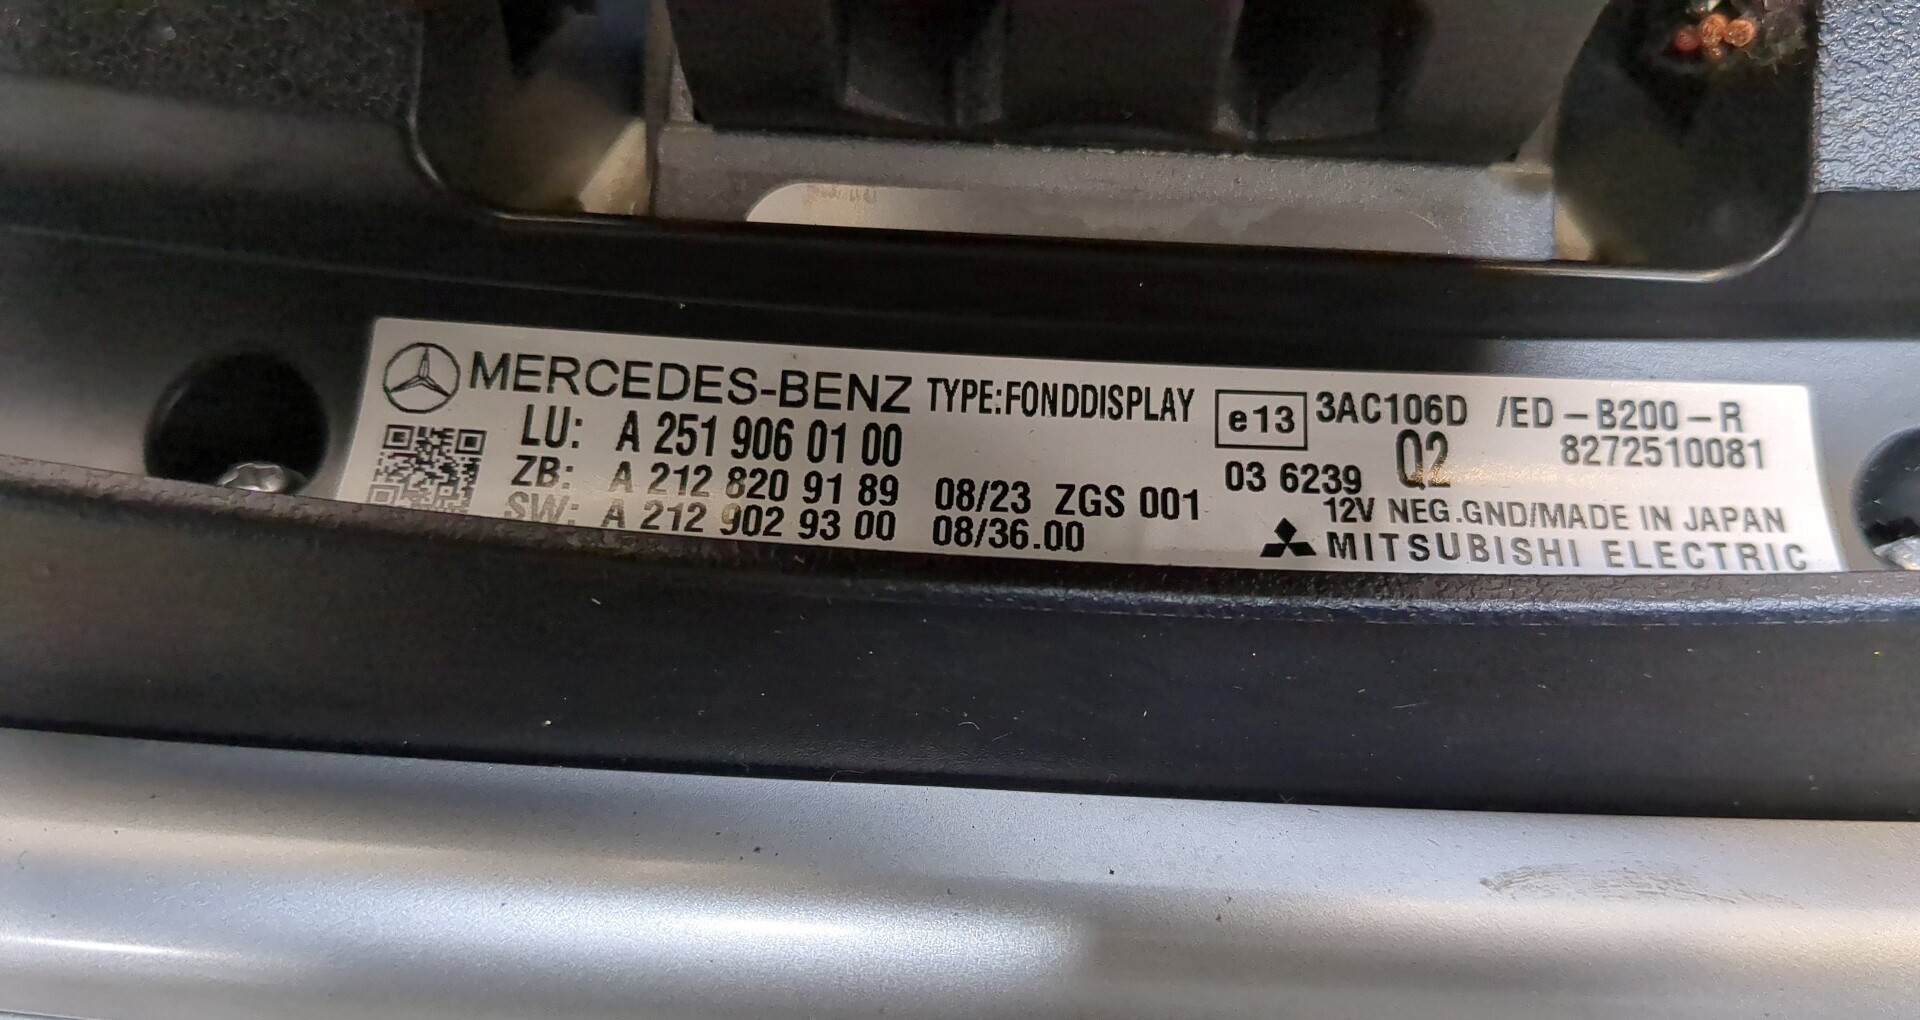 MERCEDES-BENZ TYPE:FONDDISPLAY e13 3AC106D /ED-B200-R
LU: A 251 906 01 00 03 6239 Q2 8272510081
ZB: A 212 820 91 89 08/23 ZGS 001 12V NEG.GND/MADE IN JAPAN
SW: A 212 902 93 00 08/36.00 MITSUBISHI ELECTRIC